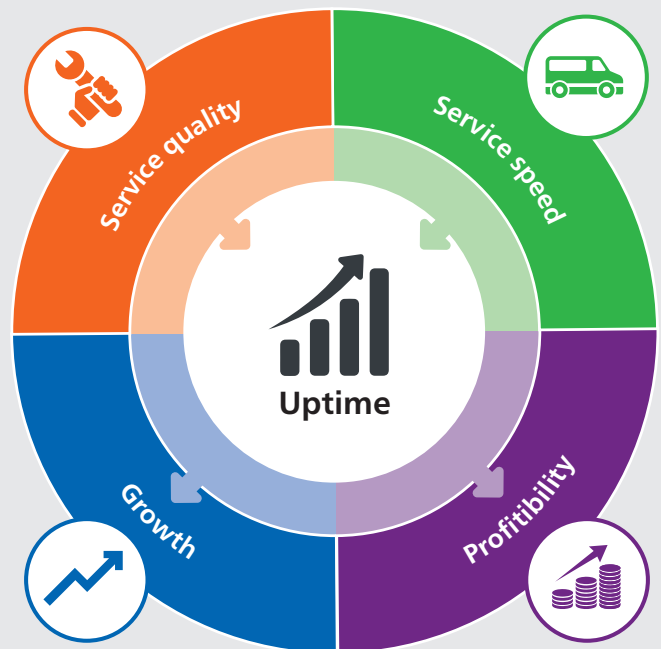 Service quality
Service speed
Uptime
Growth
Profitibility